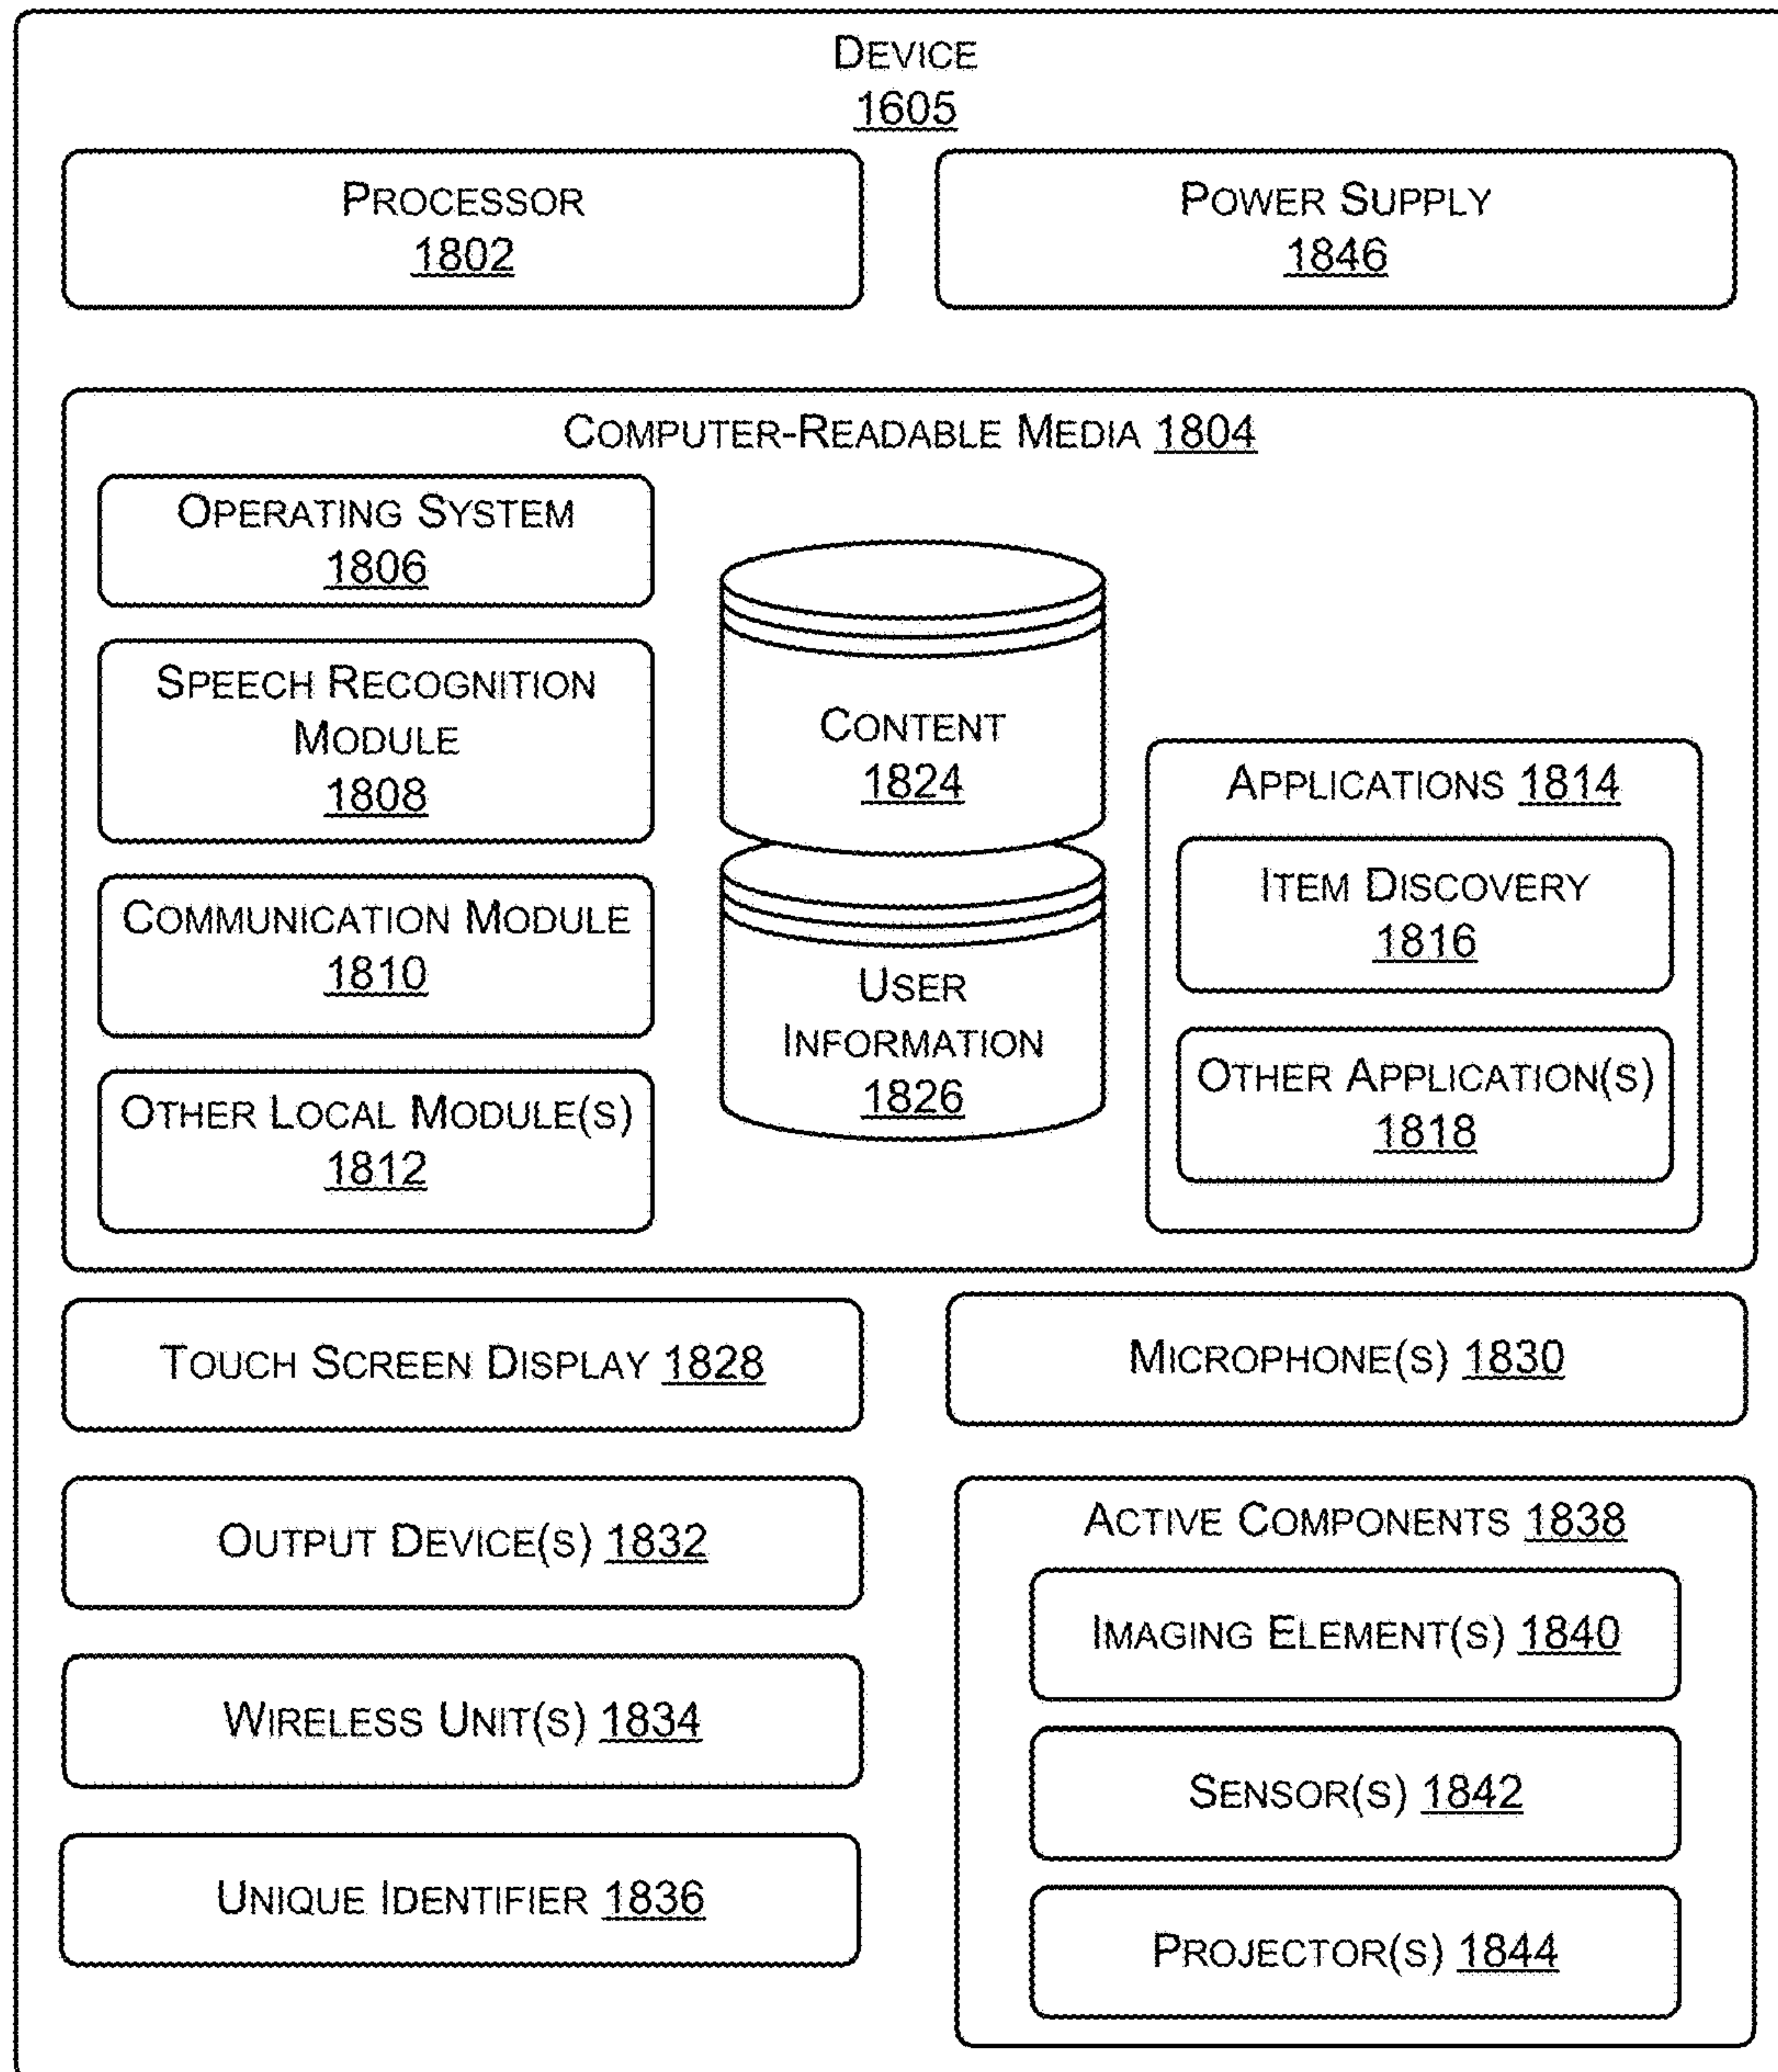 DEVICE
1605
PROCESSOR
1802
POWER SUPPLY
1846
COMPUTER-READABLE MEDIA 1804
OPERATING SYSTEM
1806
SPEECH RECOGNITION
MODULE
1808
COMMUNICATION MODULE
1810
OTHER LOCAL MODULE(S)
1812
CONTENT
1824
USER
INFORMATION
1826
APPLICATIONS 1814
ITEM DISCOVERY
1816
OTHER APPLICATION(S)
1818
TOUCH SCREEN DISPLAY 1828
MICROPHONE(S) 1830
OUTPUT DEVICE(S) 1832
WIRELESS UNIT(S) 1834
UNIQUE IDENTIFIER 1836
ACTIVE COMPONENTS 1838
IMAGING ELEMENT(S) 1840
SENSOR(S) 1842
PROJECTOR(S) 1844